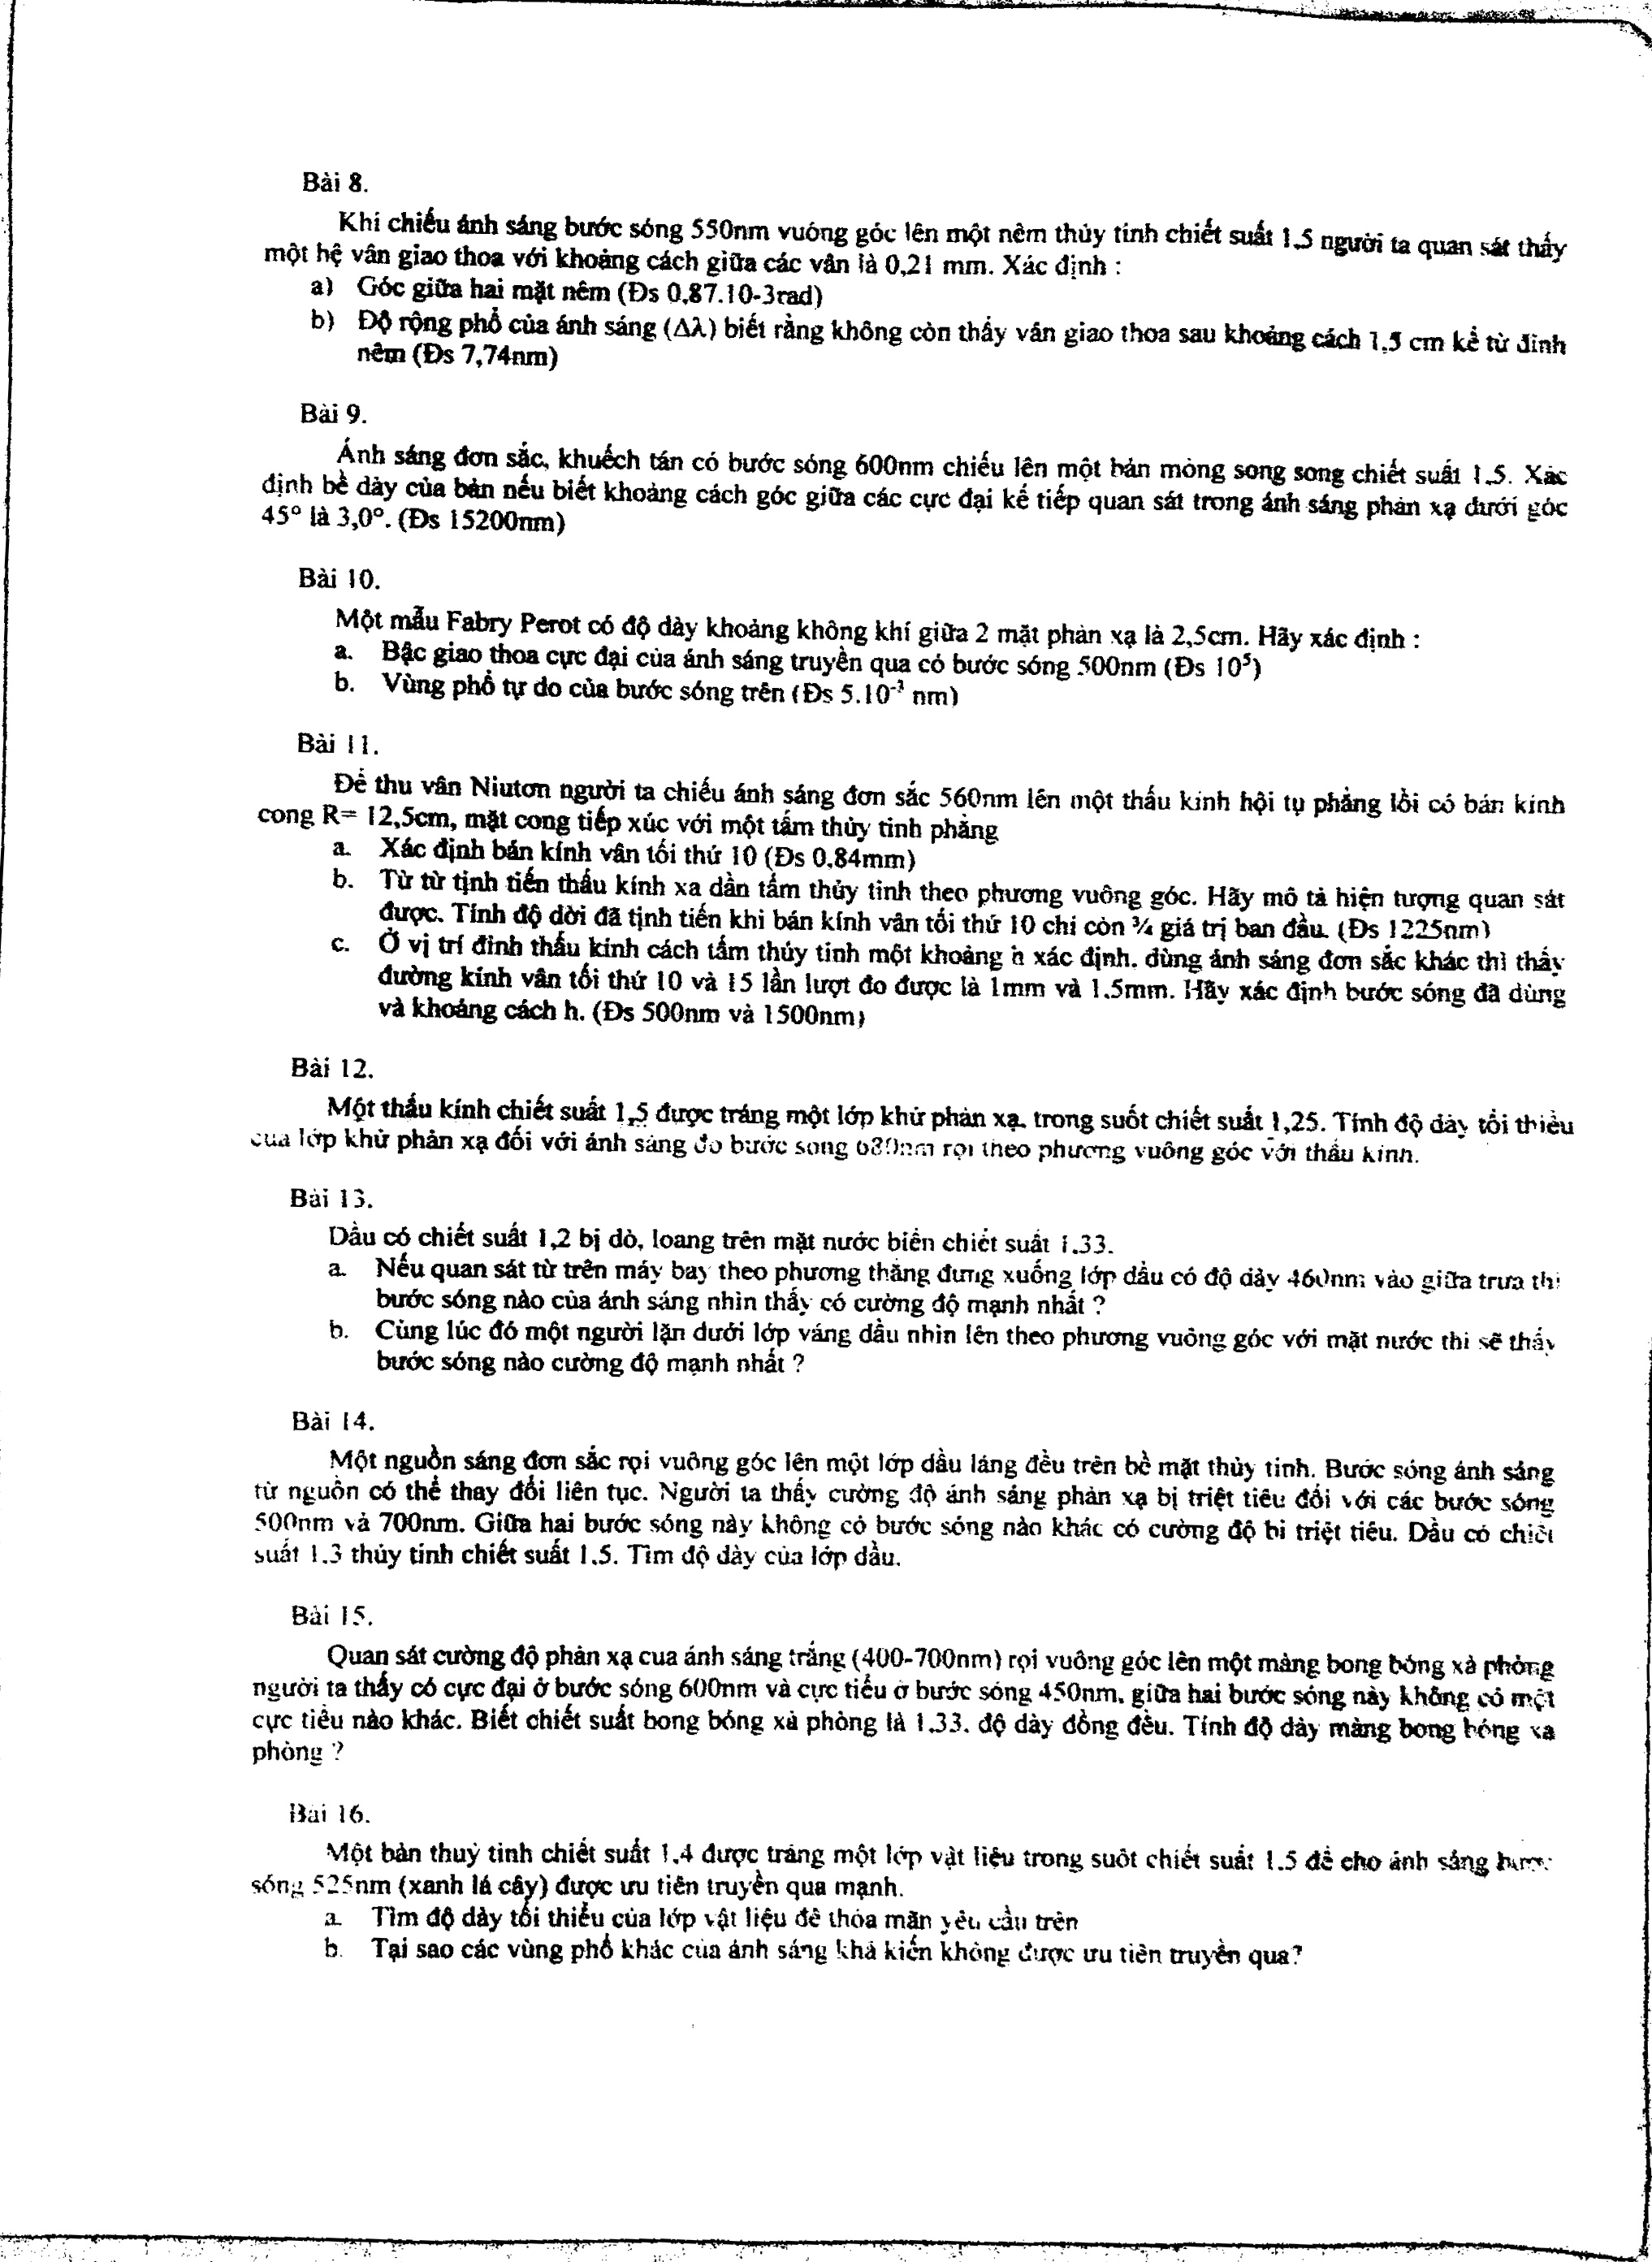 Bài 8.
Khi chiếu ánh sáng bước sóng 550nm vuông góc lên một nêm thủy tinh chiết suất 1,5 người ta quan sát thấy
một hệ vân giao thoa với khoảng cách giữa các vân là 0,21 mm. Xác định :
a) Góc giữa hai mặt nêm (Đs 0,87.10-3rad)
b) Độ rộng phổ của ánh sáng (Δλ) biết rằng không còn thấy vân giao thoa sau khoảng cách 1,5 cm kể từ đỉnh
nêm (Đs 7,74nm)
Bài 9.
Ánh sáng đơn sắc, khuếch tán có bước sóng 600nm chiếu lên một bản mỏng song song chiết suất 1.5. Xác
định bề dày của bản nếu biết khoảng cách góc giữa các cực đại kế tiếp quan sát trong ánh sáng phản xạ dưới góc
45° là 3,0°. (Đs 15200nm)
Bài 10.
Một mẫu Fabry Perot có độ dày khoảng không khí giữa 2 mặt phản xạ là 2,5cm. Hãy xác định :
a. Bậc giao thoa cực đại của ánh sáng truyền qua có bước sóng 500nm (Đs 10⁵)
b. Vùng phổ tự do của bước sóng trên (Đs 5.10⁻³ nm)
Bài 11.
Để thu vân Niutơn người ta chiếu ánh sáng đơn sắc 560nm lên một thấu kính hội tụ phẳng lồi có bán kính
cong R= 12,5cm, mặt cong tiếp xúc với một tấm thủy tinh phẳng
a. Xác định bán kính vân tối thứ 10 (Đs 0.84mm)
b. Từ từ tịnh tiến thấu kính xa dần tấm thủy tinh theo phương vuông góc. Hãy mô tả hiện tượng quan sát
được. Tính độ dời đã tịnh tiến khi bán kính vân tối thứ 10 chỉ còn ¾ giá trị ban đầu. (Đs 1225nm)
c. Ở vị trí đỉnh thấu kính cách tấm thủy tinh một khoảng h xác định. dùng ánh sáng đơn sắc khác thì thấy
đường kính vân tối thứ 10 và 15 lần lượt đo được là 1mm và 1.5mm. Hãy xác định bước sóng đã dùng
và khoảng cách h. (Đs 500nm và 1500nm)
Bài 12.
Một thấu kính chiết suất 1,5 được tráng một lớp khử phản xạ. trong suốt chiết suất 1,25. Tính độ dày tối thiểu
của lớp khử phản xạ đối với ánh sáng đỏ bước sóng 680nm rọi theo phương vuông góc với thấu kính.
Bài 13.
Dầu có chiết suất 1,2 bị dò, loang trên mặt nước biển chiết suất 1.33.
a. Nếu quan sát từ trên máy bay theo phương thẳng đứng xuống lớp dầu có độ dày 460nm vào giữa trưa thì
bước sóng nào của ánh sáng nhìn thấy có cường độ mạnh nhất ?
b. Cùng lúc đó một người lặn dưới lớp váng dầu nhìn lên theo phương vuông góc với mặt nước thì sẽ thấy
bước sóng nào cường độ mạnh nhất ?
Bài 14.
Một nguồn sáng đơn sắc rọi vuông góc lên một lớp dầu láng đều trên bề mặt thủy tinh. Bước sóng ánh sáng
từ nguồn có thể thay đổi liên tục. Người ta thấy cường độ ánh sáng phản xạ bị triệt tiêu đối với các bước sóng
500nm và 700nm. Giữa hai bước sóng này không có bước sóng nào khác có cường độ bi triệt tiêu. Dầu có chiết
suất 1.3 thủy tinh chiết suất 1.5. Tìm độ dày của lớp dầu.
Bài 15.
Quan sát cường độ phản xạ cua ánh sáng trắng (400-700nm) rọi vuông góc lên một màng bong bóng xà phòng
người ta thấy có cực đại ở bước sóng 600nm và cực tiểu ở bước sóng 450nm. giữa hai bước sóng này không có một
cực tiểu nào khác. Biết chiết suất bong bóng xà phòng là 1.33. độ dày đồng đều. Tính độ dày màng bong bóng xà
phòng ?
Bài 16.
Một bản thuỷ tinh chiết suất 1.4 được tráng một lớp vật liệu trong suốt chiết suất 1.5 để cho ánh sáng bước
sóng 525nm (xanh lá cây) được ưu tiên truyền qua mạnh.
a. Tìm độ dày tối thiểu của lớp vật liệu để thỏa mãn yêu cầu trên
b. Tại sao các vùng phổ khác của ánh sáng khả kiến không được ưu tiên truyền qua?